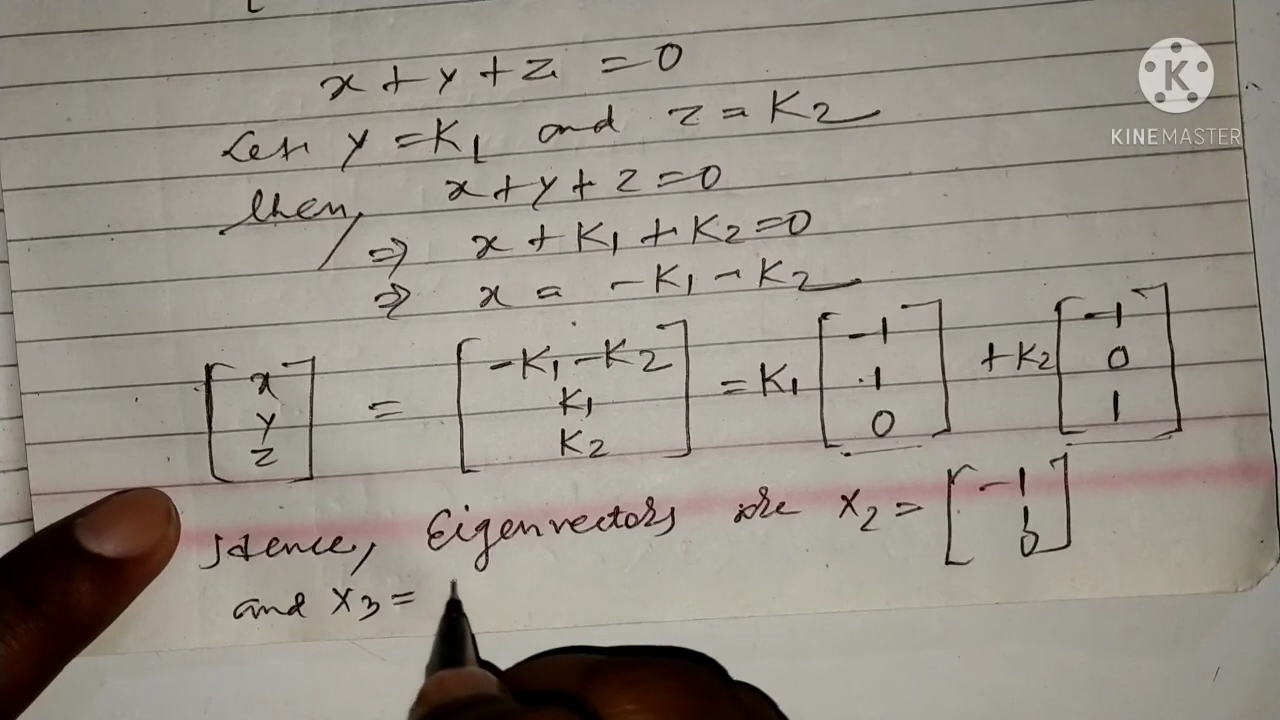 x + y + z = 0
Let y = K1 and z = K2
then, x + y + z = 0
⇒ x + K1 + K2 = 0
⇒ x = -K1 - K2
[x y z] = [-K1-K2 K1 K2] = K1 [-1 1 0] + K2 [-1 0 1]
Hence, Eigenvectors are X2 = [-1 1 0]
and X3 =
K
KINEMASTER